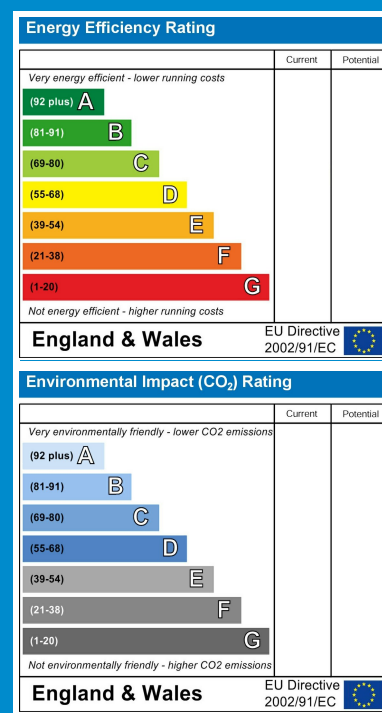 Energy Efficiency Rating
Current Potential
Very energy efficient - lower running costs
(92 plus) A
(81-91) B
(69-80) C
(55-68) D
(39-54) E
(21-38) F
(1-20) G
Not energy efficient - higher running costs
England & Wales
EU Directive
2002/91/EC
Environmental Impact (CO₂) Rating
Current Potential
Very environmentally friendly - lower CO2 emissions
(92 plus) A
(81-91) B
(69-80) C
(55-68) D
(39-54) E
(21-38) F
(1-20) G
Not environmentally friendly - higher CO2 emissions
England & Wales
EU Directive
2002/91/EC